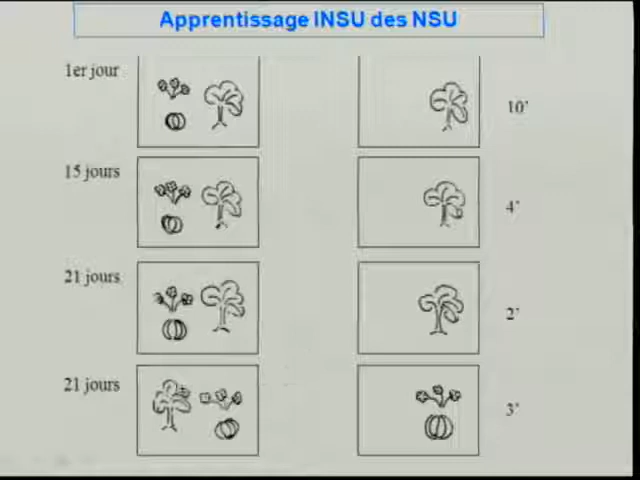 Apprentissage INSU des NSU
1er jour
10'
15 jours
4'
21 jours
2'
21 jours
3'